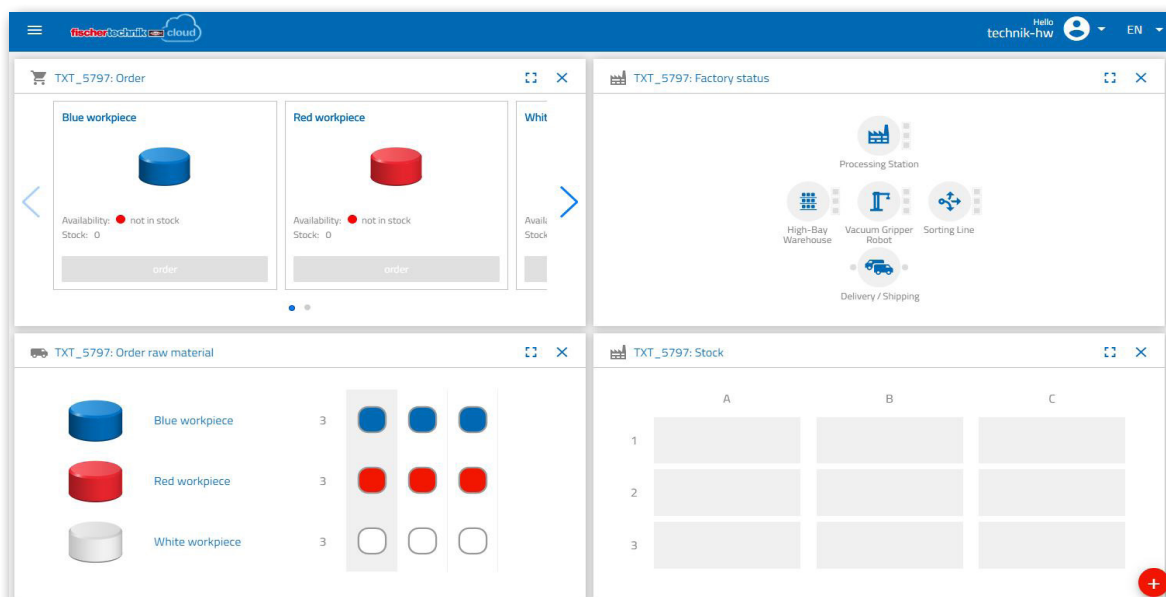 fischertechnik cloud
Hello
technik-hw
EN
TXT_5797: Order
Blue workpiece
Availability: not in stock
Stock: 0
order
Red workpiece
Availability: not in stock
Stock: 0
order
Whit
Availa
Stock
TXT_5797: Factory status
Processing Station
High-Bay
Warehouse
Vacuum Gripper
Robot
Sorting Line
Delivery / Shipping
TXT_5797: Order raw material
Blue workpiece 3
Red workpiece 3
White workpiece 3
TXT_5797: Stock
A B C
1
2
3
+